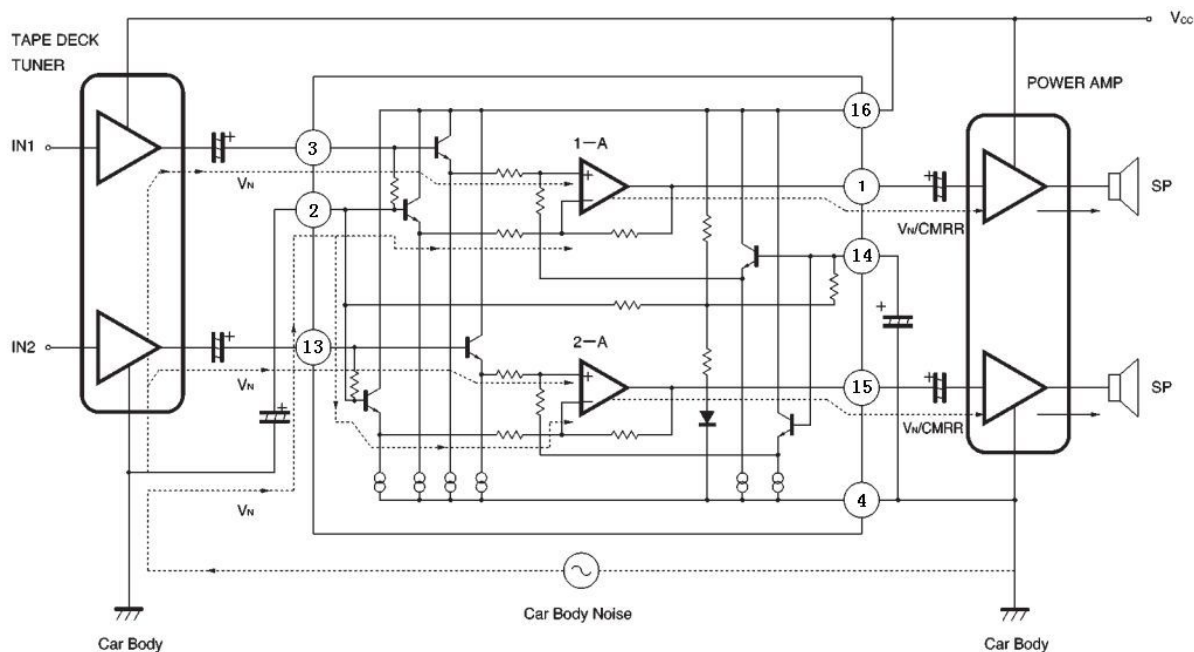 Vcc
TAPE DECK
TUNER
POWER AMP
16
IN1
3
1-A
+
+
+
−
1
SP
VN
2
VN/CMRR
14
+
IN2
13
2-A
+
+
+
−
15
SP
VN
+
VN/CMRR
4
VN
Car Body Noise
Car Body
Car Body